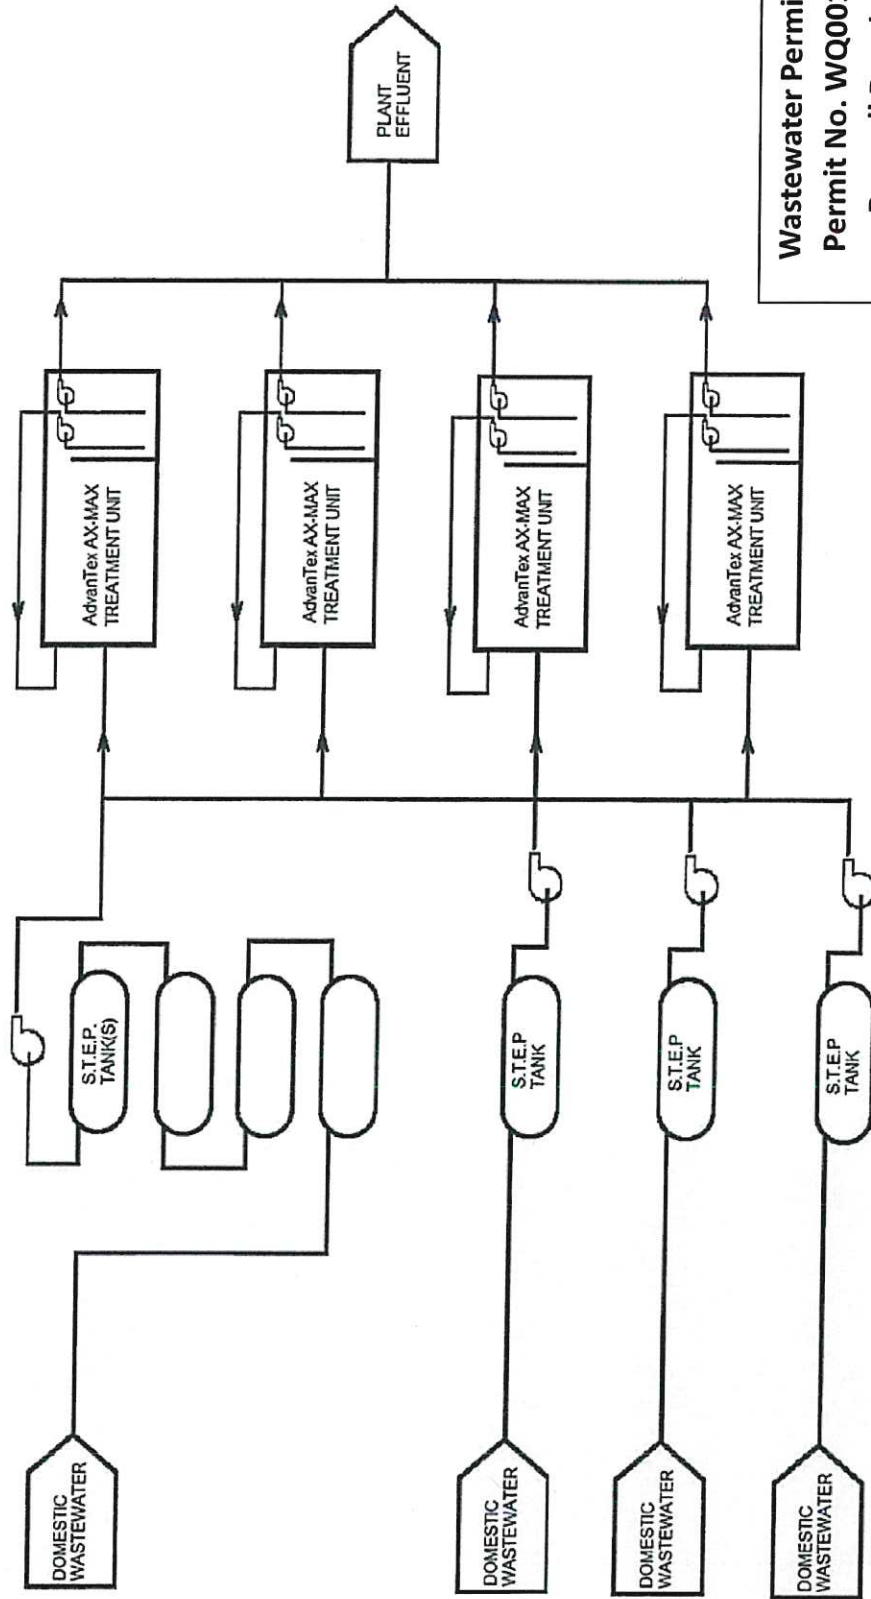 DOMESTIC
WASTEWATER
DOMESTIC
WASTEWATER
DOMESTIC
WASTEWATER
DOMESTIC
WASTEWATER
S.T.E.P.
TANK(S)
S.T.E.P
TANK
S.T.E.P
TANK
S.T.E.P
TANK
AdvanTex AX-MAX
TREATMENT UNIT
AdvanTex AX-MAX
TREATMENT UNIT
AdvanTex AX-MAX
TREATMENT UNIT
AdvanTex AX-MAX
TREATMENT UNIT
PLANT
EFFLUENT
Wastewater Permi
Permit No. WQ00